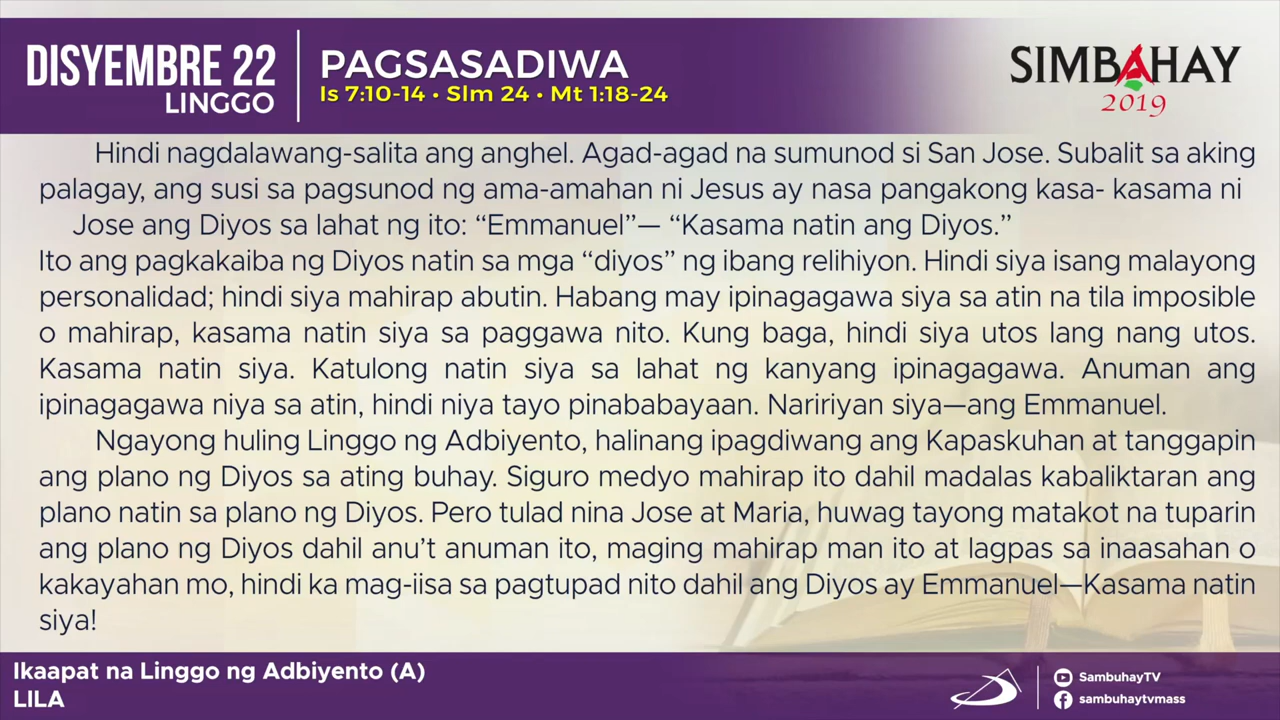 DISYEMBRE 22
LINGGO
PAGSASADIWA
Is 7:10-14 • Slm 24 • Mt 1:18-24
SIMBAHAY
2019
Hindi nagdalawang-salita ang anghel. Agad-agad na sumunod si San Jose. Subalit sa aking
palagay, ang susi sa pagsunod ng ama-amahan ni Jesus ay nasa pangakong kasa- kasama ni
Jose ang Diyos sa lahat ng ito: “Emmanuel”— “Kasama natin ang Diyos.”
Ito ang pagkakaiba ng Diyos natin sa mga “diyos” ng ibang relihiyon. Hindi siya isang malayong
personalidad; hindi siya mahirap abutin. Habang may ipinagagawa siya sa atin na tila imposible
o mahirap, kasama natin siya sa paggawa nito. Kung baga, hindi siya utos lang nang utos.
Kasama natin siya. Katulong natin siya sa lahat ng kanyang ipinagagawa. Anuman ang
ipinagagawa niya sa atin, hindi niya tayo pinababayaan. Naririyan siya—ang Emmanuel.
Ngayong huling Linggo ng Adbiyento, halinang ipagdiwang ang Kapaskuhan at tanggapin
ang plano ng Diyos sa ating buhay. Siguro medyo mahirap ito dahil madalas kabaliktaran ang
plano natin sa plano ng Diyos. Pero tulad nina Jose at Maria, huwag tayong matakot na tuparin
ang plano ng Diyos dahil anu’t anuman ito, maging mahirap man ito at lagpas sa inaasahan o
kakayahan mo, hindi ka mag-iisa sa pagtupad nito dahil ang Diyos ay Emmanuel—Kasama natin
siya!
Ikaapat na Linggo ng Adbiyento (A)
LILA
SambuhayTV
sambuhaytvmass